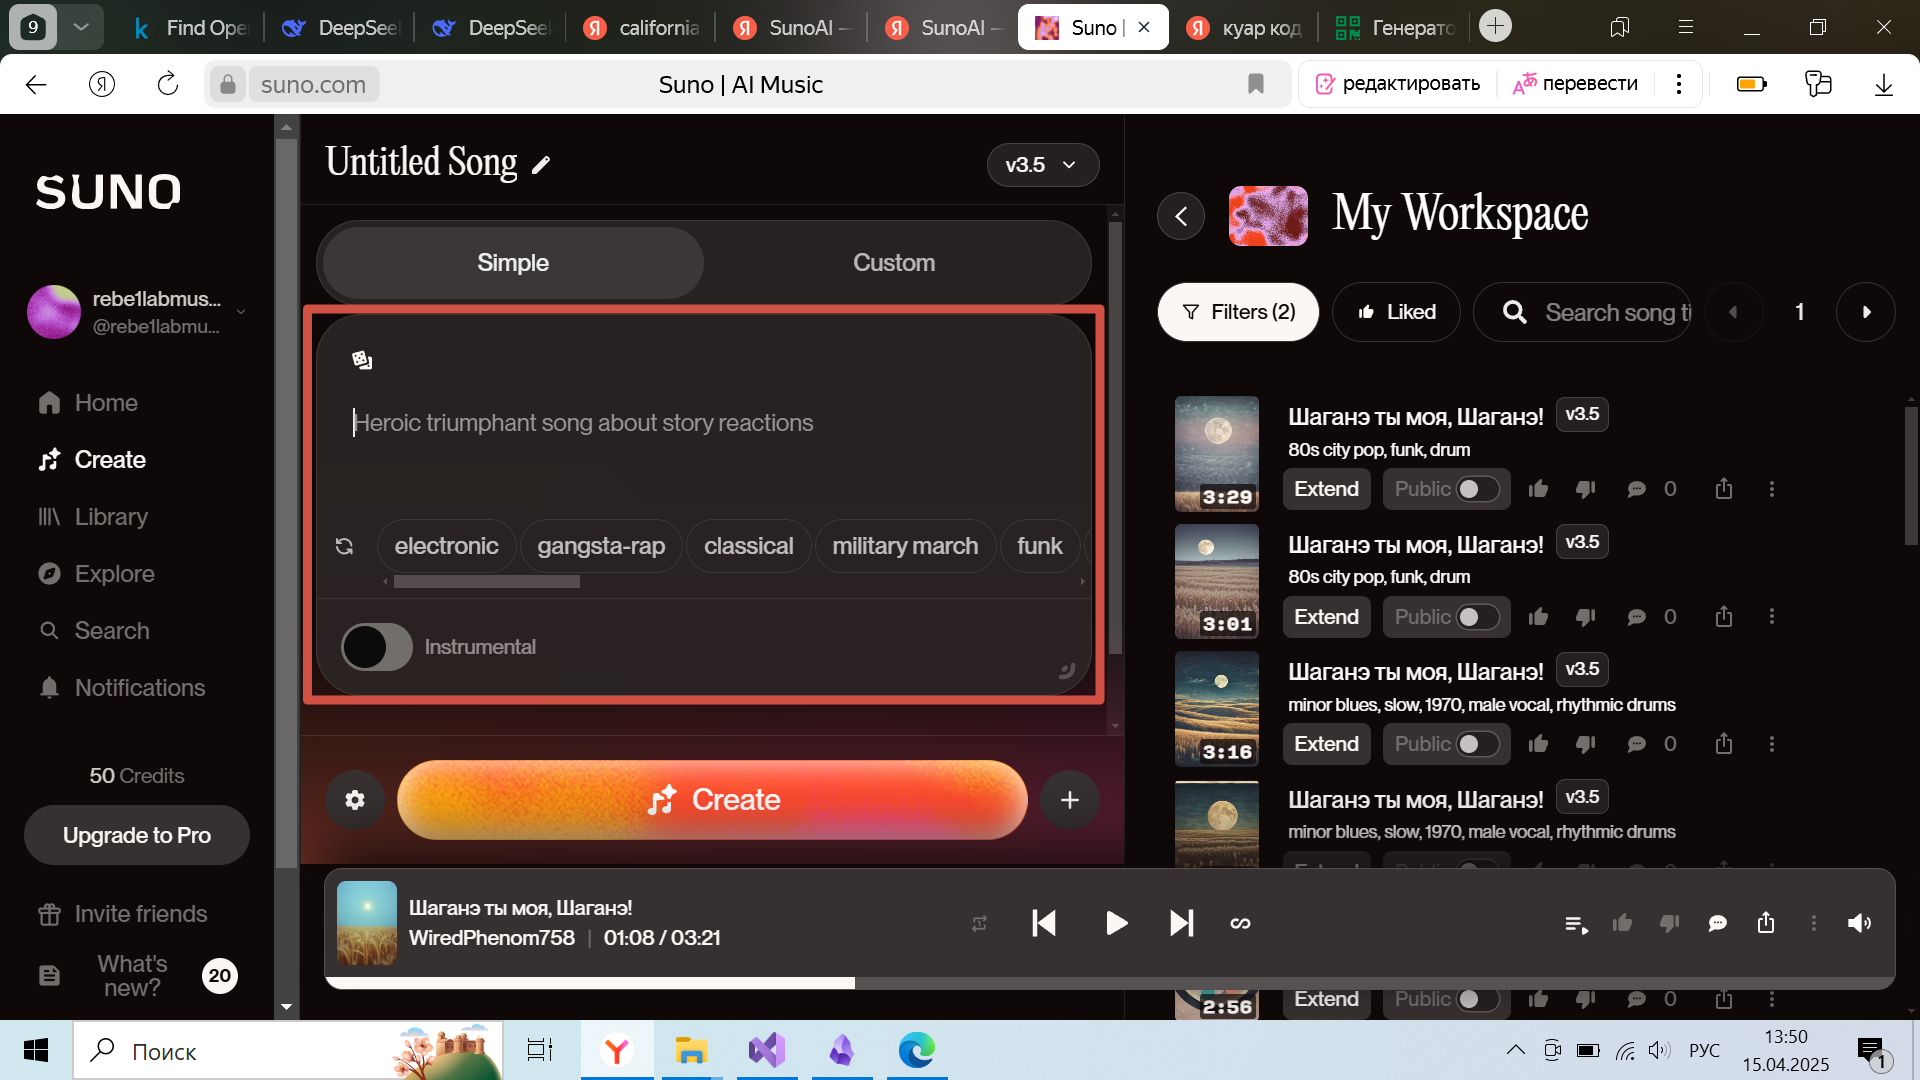 9
Find Ope
DeepSeel
DeepSeel
california
SunoAI —
SunoAI —
Suno |
куар код
Генерато
suno.com
Suno | AI Music
редактировать
перевести
SUNO
rebe1labmus...
@rebe1labmu...
Home
Create
Library
Explore
Search
Notifications
50 Credits
Upgrade to Pro
Invite friends
What's
new?
20
Untitled Song
v3.5
Simple
Custom
Heroic triumphant song about story reactions
electronic
gangsta-rap
classical
military march
funk
Instrumental
Create
My Workspace
Filters (2)
Liked
Search song ti
1
Шаганэ ты моя, Шаганэ!
v3.5
80s city pop, funk, drum
3:29
Extend
Public
0
Шаганэ ты моя, Шаганэ!
v3.5
80s city pop, funk, drum
3:01
Extend
Public
0
Шаганэ ты моя, Шаганэ!
v3.5
minor blues, slow, 1970, male vocal, rhythmic drums
3:16
Extend
Public
0
Шаганэ ты моя, Шаганэ!
v3.5
minor blues, slow, 1970, male vocal, rhythmic drums
Шаганэ ты моя, Шаганэ!
WiredPhenom758 | 01:08 / 03:21
2:56
Extend
Public
0
Поиск
РУС
13:50
15.04.2025
1